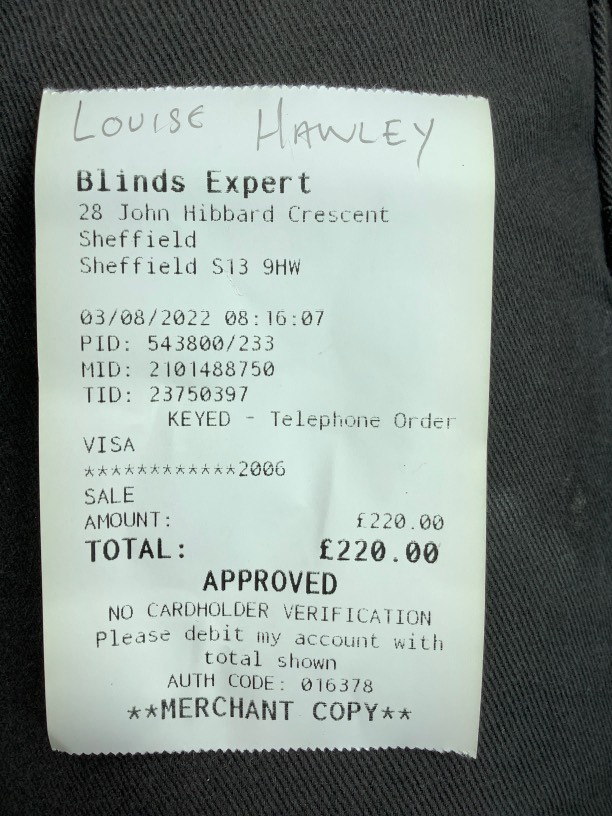 LOUISE HAWLEY
Blinds Expert
28 John Hibbard Crescent
Sheffield
Sheffield S13 9HW
03/08/2022 08:16:07
PID: 543800/233
MID: 2101488750
TID: 23750397
KEYED - Telephone Order
VISA
************2006
SALE
AMOUNT: £220.00
TOTAL: £220.00
APPROVED
NO CARDHOLDER VERIFICATION
Please debit my account with
total shown
AUTH CODE: 016378
**MERCHANT COPY**